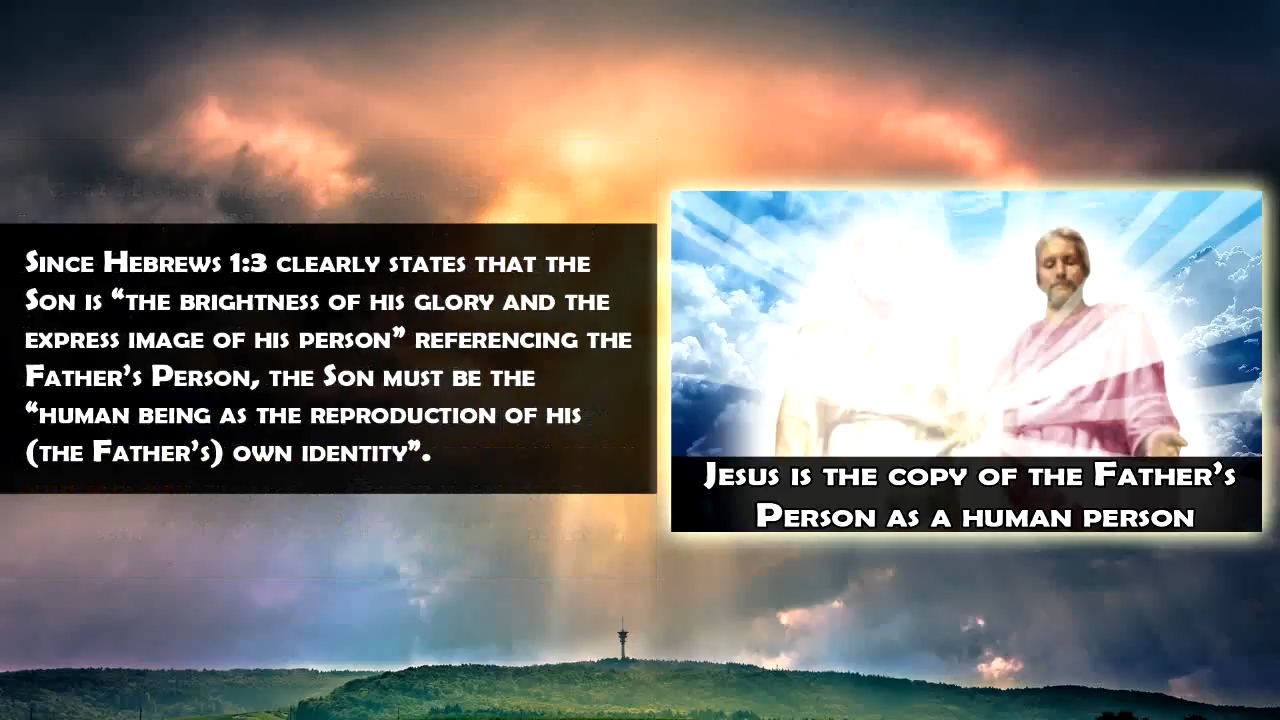 Since Hebrews 1:3 clearly states that the
Son is “the brightness of his glory and the
express image of his person” referencing the
Father’s Person, the Son must be the
“human being as the reproduction of his
(the Father’s) own identity”.
Jesus is the copy of the Father’s
Person as a human person